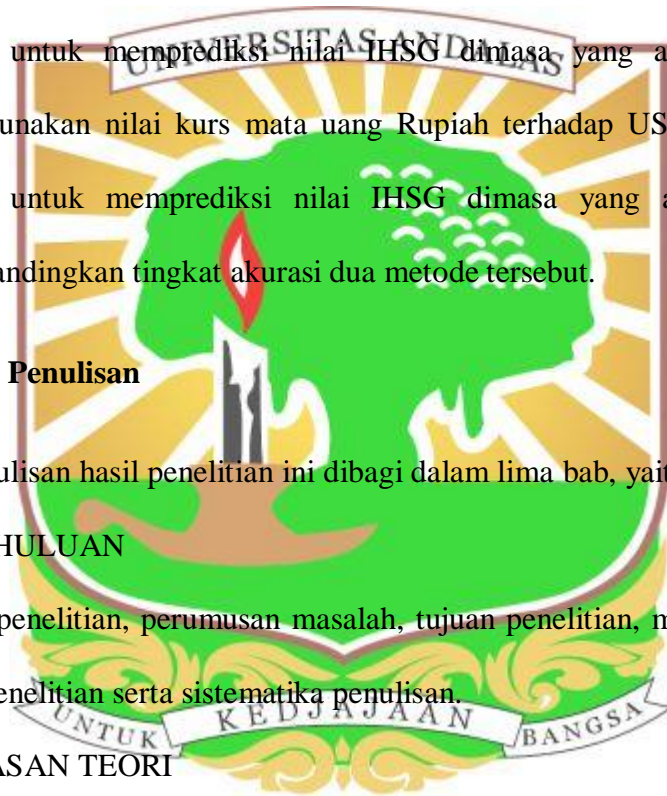 UNIVERSITAS ANDALAS
untuk memprediksi nilai IHSG dimasa yang a
unakan nilai kurs mata uang Rupiah terhadap US
untuk memprediksi nilai IHSG dimasa yang a
andingkan tingkat akurasi dua metode tersebut.
Penulisan
ulisan hasil penelitian ini dibagi dalam lima bab, yait
HULUAN
penelitian, perumusan masalah, tujuan penelitian, m
enelitian serta sistematika penulisan.
UNTUK KEDJAJAAN BANGSA
ASAN TEORI